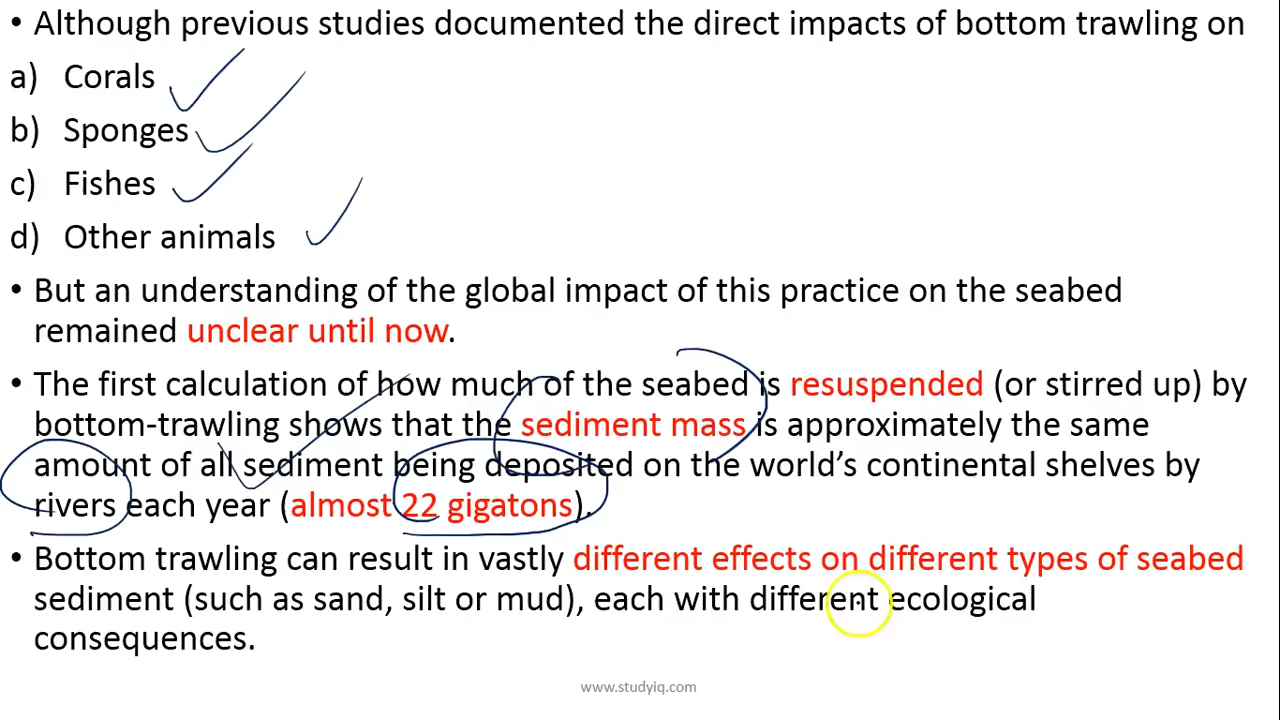 • Although previous studies documented the direct impacts of bottom trawling on
a) Corals
b) Sponges
c) Fishes
d) Other animals
• But an understanding of the global impact of this practice on the seabed
remained unclear until now.
• The first calculation of how much of the seabed is resuspended (or stirred up) by
bottom-trawling shows that the sediment mass is approximately the same
amount of all sediment being deposited on the world’s continental shelves by
rivers each year (almost 22 gigatons).
• Bottom trawling can result in vastly different effects on different types of seabed
sediment (such as sand, silt or mud), each with different ecological
consequences.
www.studyiq.com